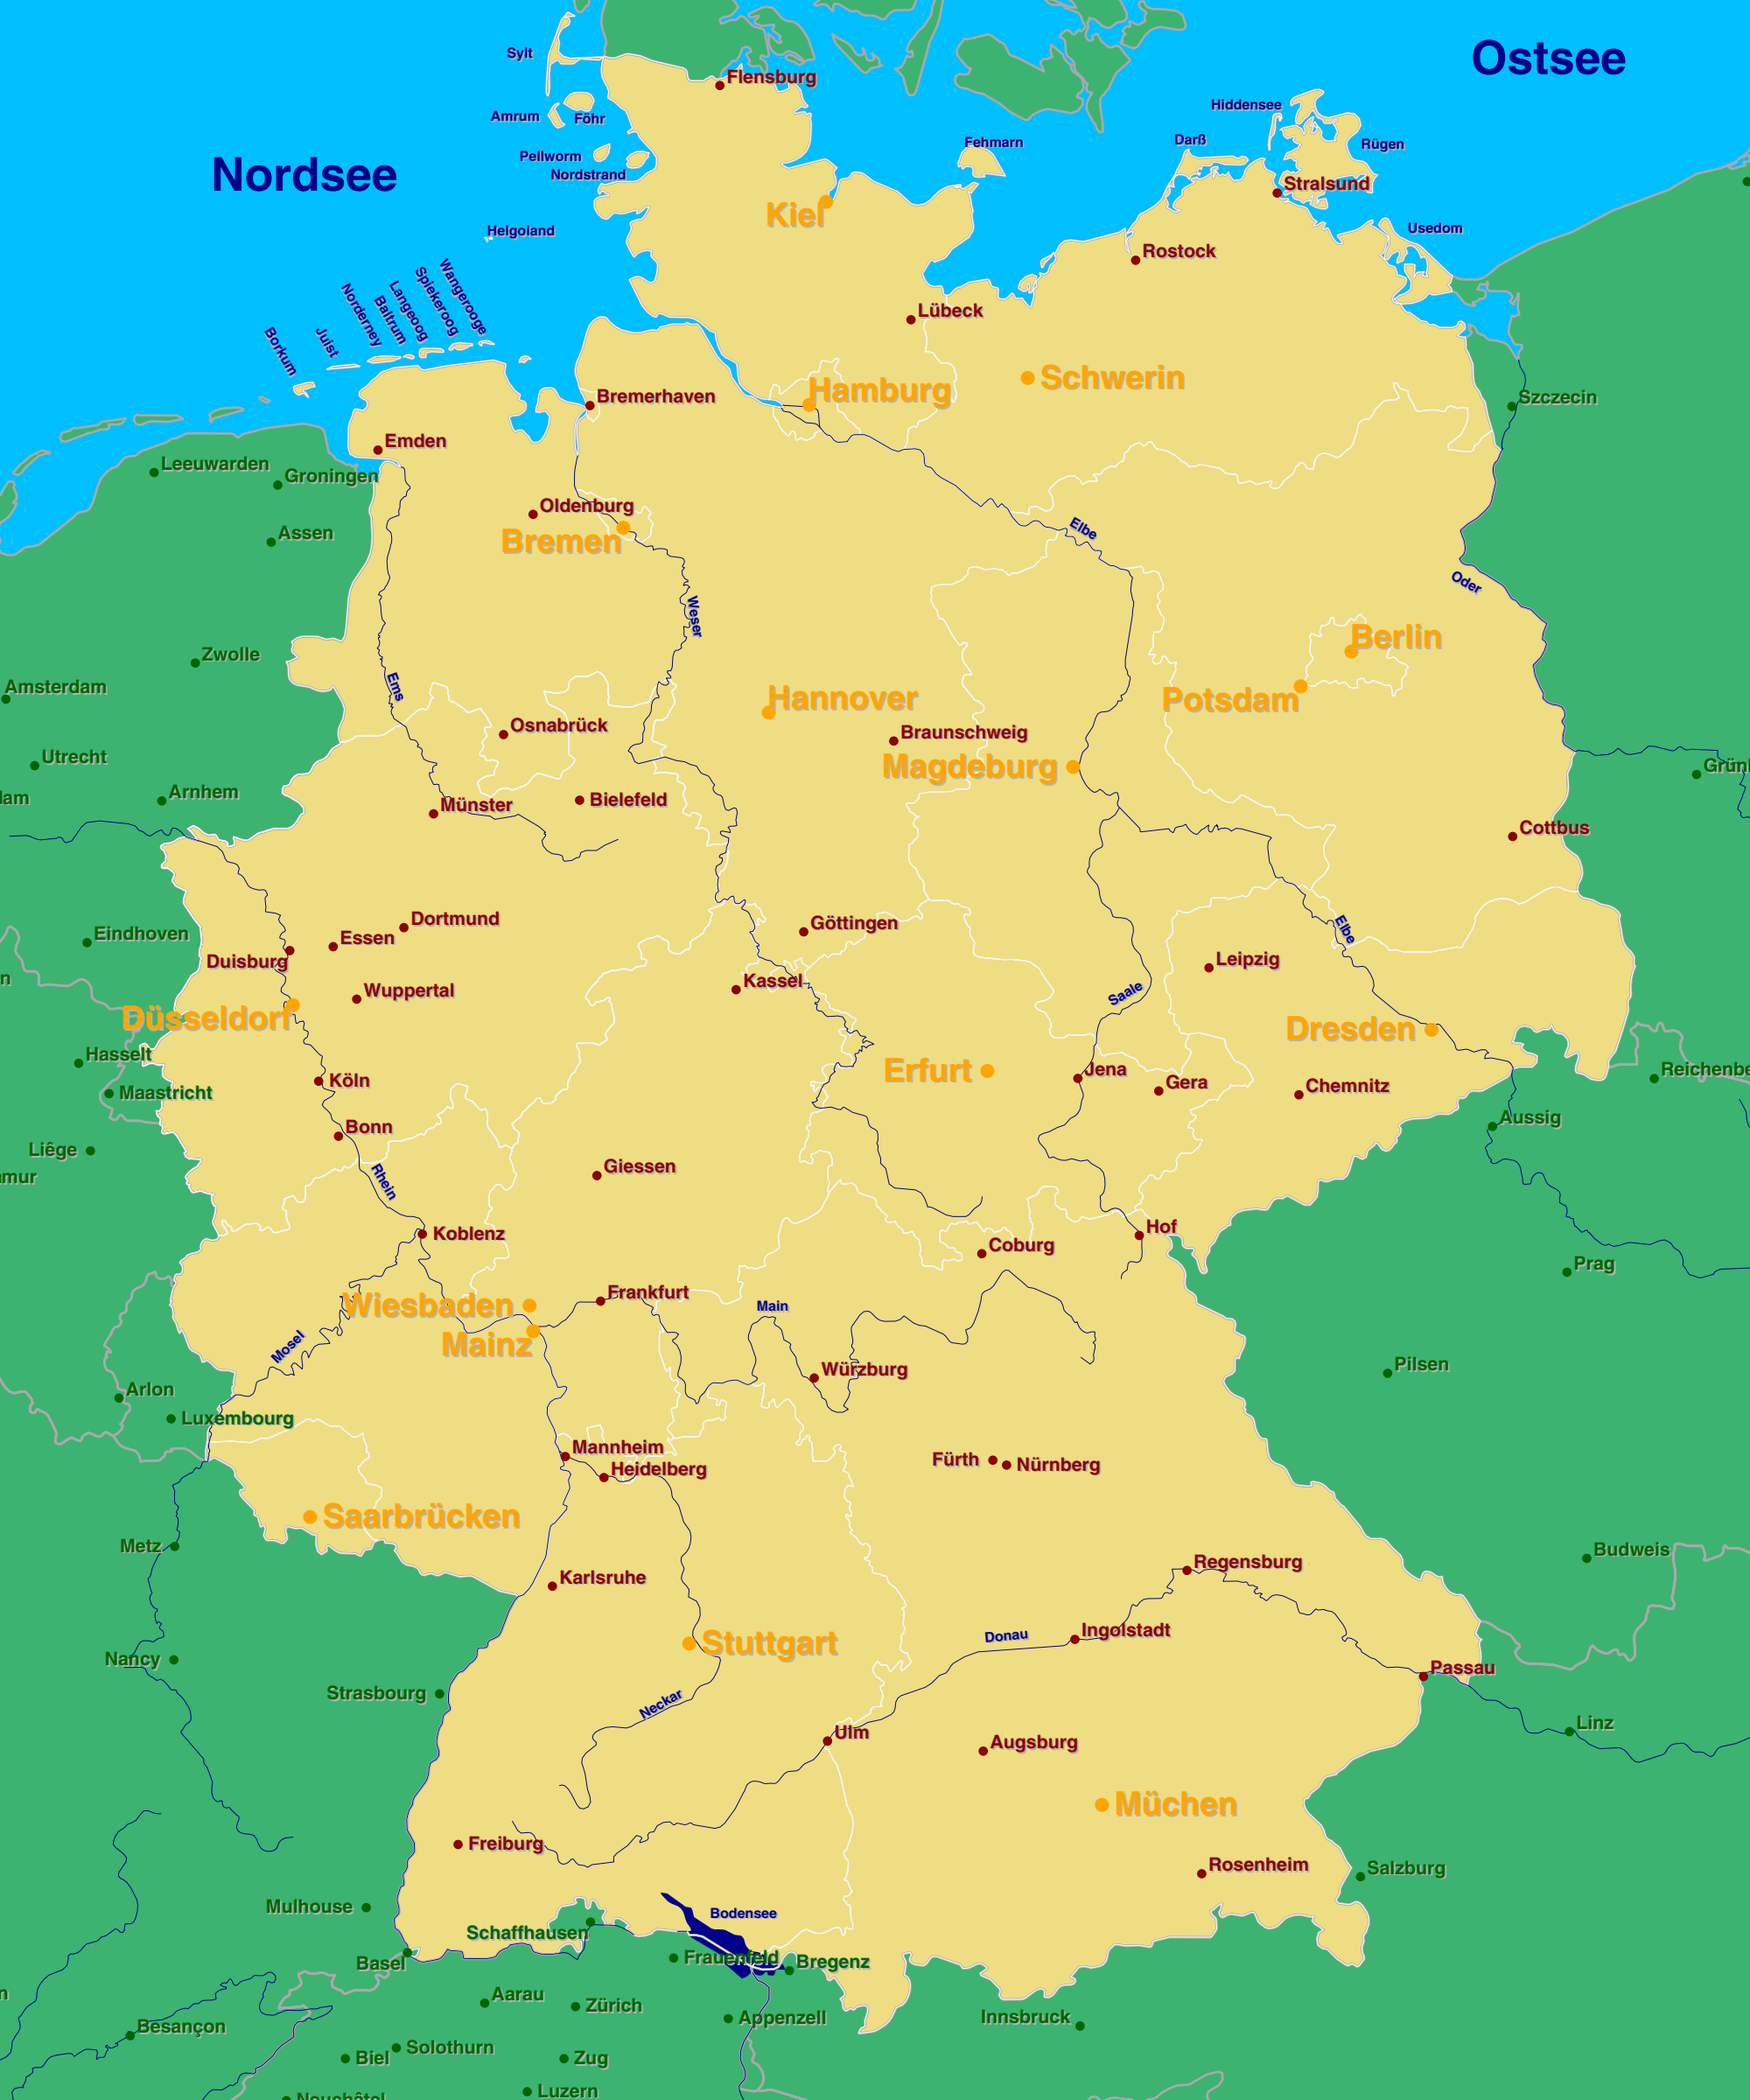 Ostsee
Sylt
Flensburg
Hiddensee
Amrum
Föhr
Darß
Fehmarn
Rügen
Pellworm
Nordsee
Nordstrand
Stralsund
Kiel
Helgoland
Usedom
Rostock
Wangerooge
Spiekeroog
Langeoog
Baltrum
Norderney
Juist
Borkum
Lübeck
Schwerin
Hamburg
Bremerhaven
Szczecin
Emden
Leeuwarden
Groningen
Oldenburg
Assen
Bremen
Elbe
Oder
Weser
Berlin
Zwolle
Amsterdam
Ems
Hannover
Potsdam
Osnabrück
Braunschweig
Utrecht
Magdeburg
Grünb
Arnhem
dam
Münster
Bielefeld
Cottbus
Dortmund
Göttingen
Eindhoven
Essen
Elbe
Duisburg
Leipzig
n
Kassel
Wuppertal
Saale
Düsseldorf
Dresden
Hasselt
Erfurt
Jena
Reichenbe
Köln
Gera
Chemnitz
Maastricht
Aussig
Bonn
Liêge
Giessen
amur
Rhein
Hof
Koblenz
Coburg
Prag
Frankfurt
Wiesbaden
Main
Mainz
Mosel
Pilsen
Würzburg
Arlon
Luxembourg
Mannheim
Fürth
Nürnberg
Heidelberg
Saarbrücken
Metz
Budweis
Regensburg
Karlsruhe
Ingolstadt
Donau
Stuttgart
Nancy
Passau
Strasbourg
Neckar
Linz
Ulm
Augsburg
Müchen
Freiburg
Rosenheim
Salzburg
Mulhouse
Bodensee
Schaffhausen
Frauenfeld
Basel
Bregenz
n
Aarau
Zürich
Innsbruck
Appenzell
Besançon
Solothurn
Biel
Zug
Luzern
Neuchâtel